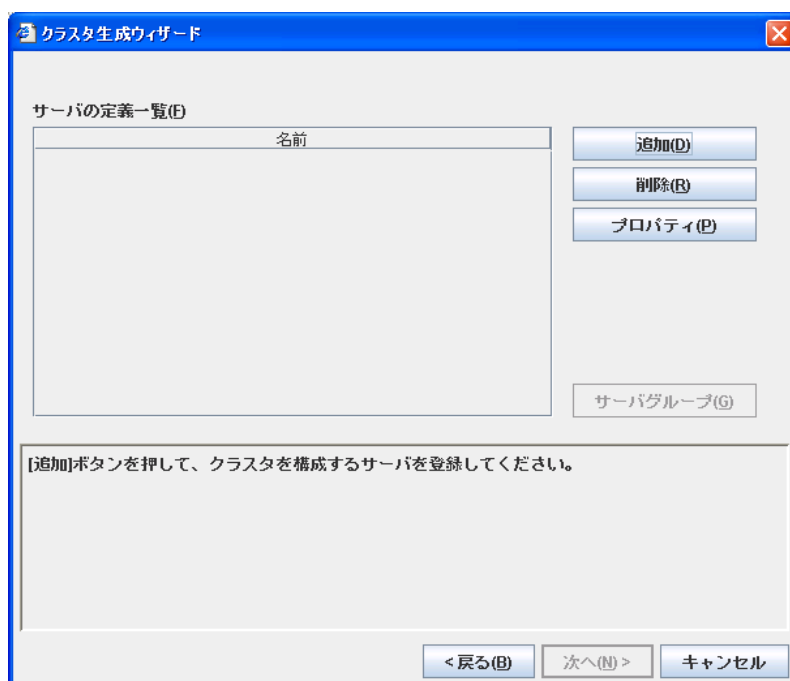 クラスタ生成ウィザード
サーバの定義一覧(F)
名前
追加(D)
削除(R)
プロパティ(P)
サーバグループ(G)
[追加]ボタンを押して、クラスタを構成するサーバを登録してください。
< 戻る(B)
次へ(N) >
キャンセル